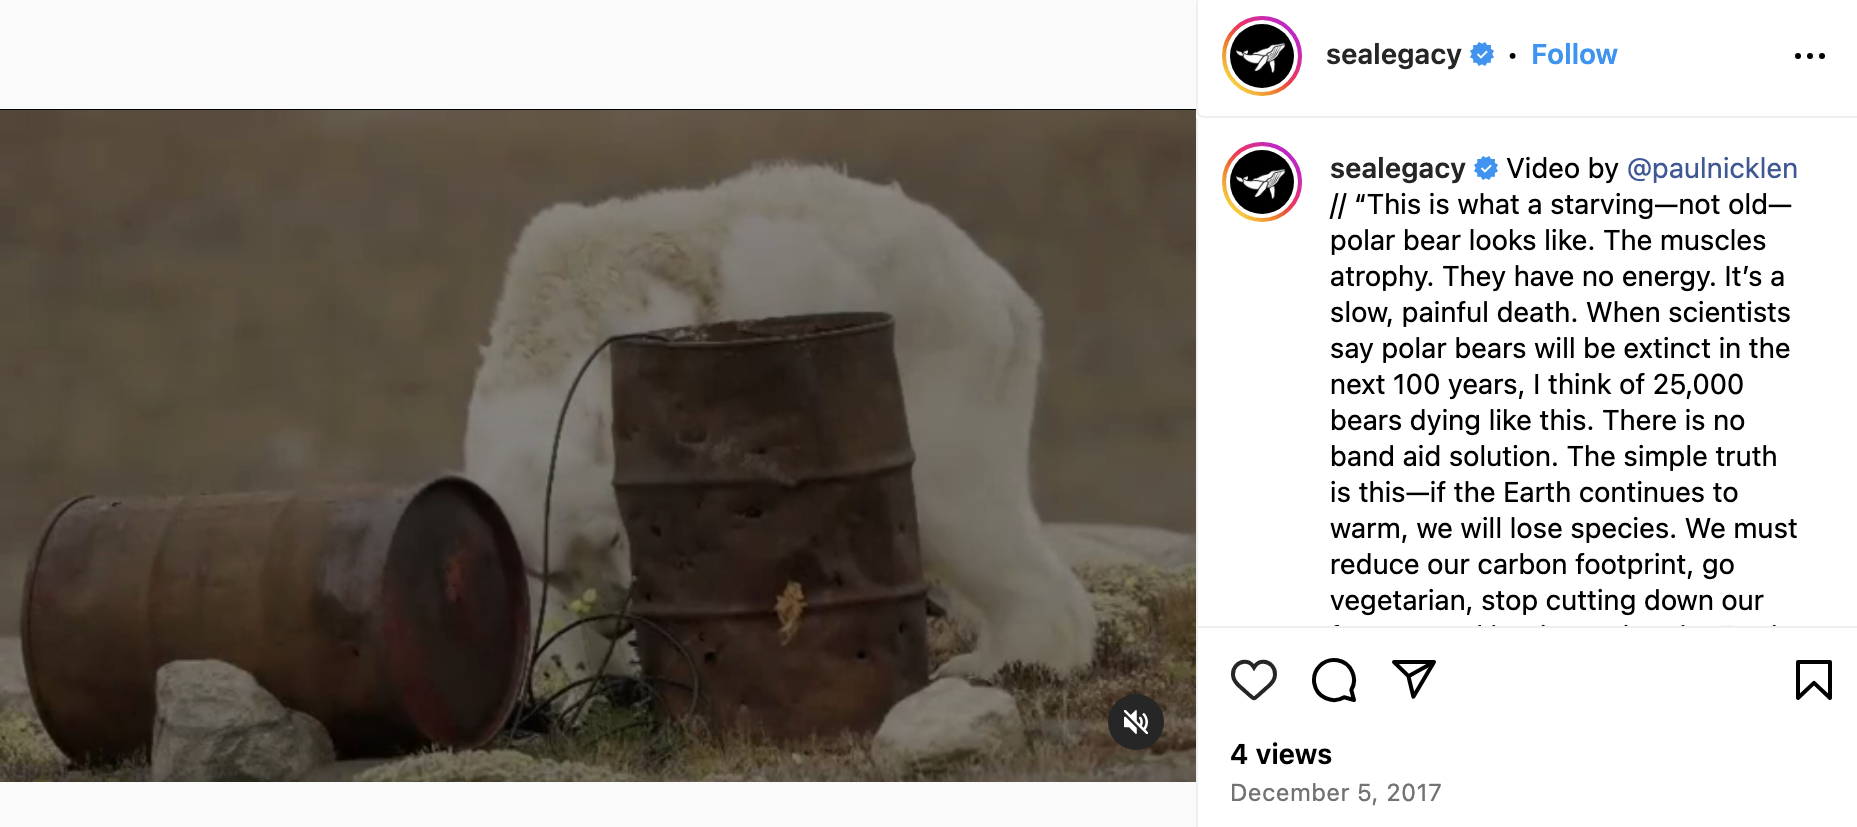 sealegacy • Follow
sealegacy Video by @paulnicklen
// “This is what a starving—not old—
polar bear looks like. The muscles
atrophy. They have no energy. It’s a
slow, painful death. When scientists
say polar bears will be extinct in the
next 100 years, I think of 25,000
bears dying like this. There is no
band aid solution. The simple truth
is this—if the Earth continues to
warm, we will lose species. We must
reduce our carbon footprint, go
vegetarian, stop cutting down our
4 views
December 5, 2017